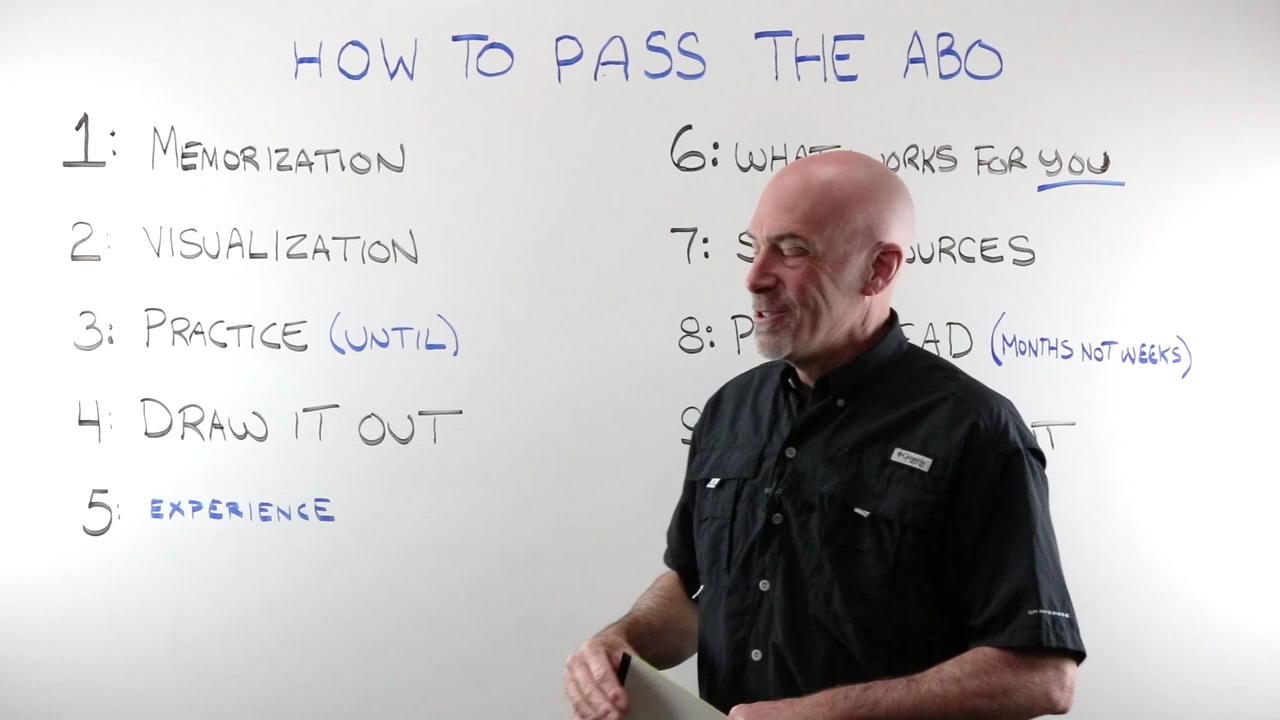 HOW TO PASS THE ABO
1: MEMORIZATION
2: VISUALIZATION
3: PRACTICE (UNTIL)
4: DRAW IT OUT
5: EXPERIENCE
6: FOR YOU
7:
8: (MONTHS NOT WEEKS)
Columbia